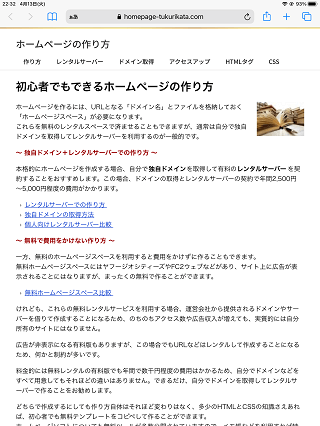 22:32 4月13日(火)
93%
homepage-tukurikata.com
ホームページの作り方
作り方 レンタルサーバー ドメイン取得 アクセスアップ HTMLタグ CSS
初心者でもできるホームページの作り方
ホームページを作るには、URLとなる「ドメイン名」とファイルを格納しておく
「ホームページスペース」が必要になります。
これらを無料のレンタルスペースで済ませることもできますが、通常は自分で独自
ドメインを取得してレンタルサーバーを利用するのが一般的です。
〜 独自ドメイン+レンタルサーバーでの作り方 〜
本格的にホームページを作成する場合、自分で独自ドメインを取得して有料のレンタルサーバー を契
約することをおすすめします。この場合、ドメインの取得とレンタルサーバーの契約で年間2,500円
〜5,000円程度の費用がかかります。
› レンタルサーバーでの作り方
› 独自ドメインの取得方法
› 個人向けレンタルサーバー比較
〜 無料で費用をかけない作り方 〜
一方、無料のホームページスペースを利用すると費用をかけずに作ることもできます。
無料ホームページスペースにはヤフージオシティーズやFC2ウェブなどがあり、サイト上に広告が表
示されることにはなりますが、まったくの無料で作ることができます。
› 無料ホームページスペース比較
けれども、これらの無料レンタルサービスを利用する場合、運営会社から提供されるドメインやサー
バーを借りて作成することになるため、のちのちアクセス数や広告収入が増えても、実質的には自分
所有のサイトにはなりません。
広告が非表示になる有料版もありますが、この場合でもURLなどはレンタルして作成することになる
ため、何かと制約が多いです。
料金的には無料レンタルの有料版でも年間で数千円程度の費用はかかるため、自分でドメインなどを
すべて用意してもそれほどの違いはありません。できるだけ、自分でドメインを取得してレンタルサ
ーバーで作ることをお勧めします。
どちらで作成するにしても作り方自体はそれほど変わりはなく、多少のHTMLとCSSの知識さえあれ
ば、初心者でも無料テンプレートをコピペして作ることができます。